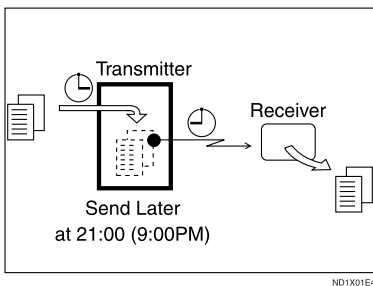 Transmitter
Receiver
Send Later
at 21:00 (9:00PM)
ND1X01E4